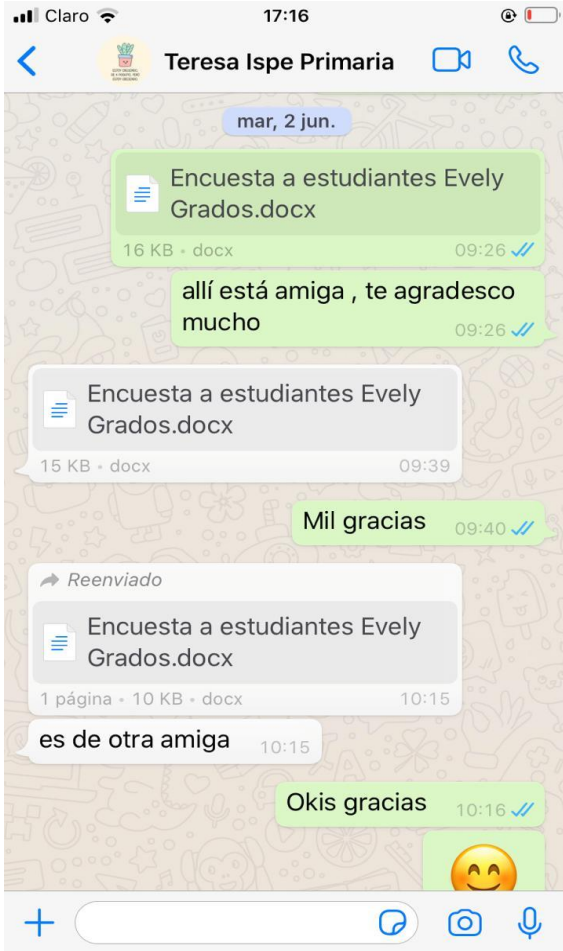 Claro 17:16
Teresa Ispe Primaria
mar, 2 jun.
Encuesta a estudiantes Evely
Grados.docx
16 KB • docx 09:26
allí está amiga , te agradesco
mucho 09:26
Encuesta a estudiantes Evely
Grados.docx
15 KB • docx 09:39
Mil gracias 09:40
Reenviado
Encuesta a estudiantes Evely
Grados.docx
1 página • 10 KB • docx 10:15
es de otra amiga 10:15
Okis gracias 10:16